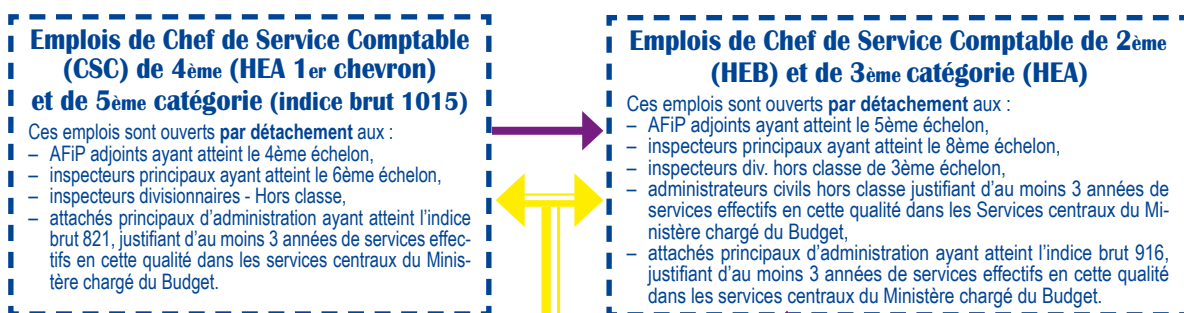 Emplois de Chef de Service Comptable
(CSC) de 4ème (HEA 1er chevron)
et de 5ème catégorie (indice brut 1015)
Ces emplois sont ouverts par détachement aux :
– AFiP adjoints ayant atteint le 4ème échelon,
– inspecteurs principaux ayant atteint le 6ème échelon,
– inspecteurs divisionnaires - Hors classe,
– attachés principaux d’administration ayant atteint l’indice
brut 821, justifiant d’au moins 3 années de services effec-
tifs en cette qualité dans les services centraux du Minis-
tère chargé du Budget.
Emplois de Chef de Service Comptable de 2ème
(HEB) et de 3ème catégorie (HEA)
Ces emplois sont ouverts par détachement aux :
– AFiP adjoints ayant atteint le 5ème échelon,
– inspecteurs principaux ayant atteint le 8ème échelon,
– inspecteurs div. hors classe de 3ème échelon,
– administrateurs civils hors classe justifiant d’au moins 3 années de
services effectifs en cette qualité dans les Services centraux du Mi-
nistère chargé du Budget,
– attachés principaux d’administration ayant atteint l’indice brut 916,
justifiant d’au moins 3 années de services effectifs en cette qualité
dans les services centraux du Ministère chargé du Budget.